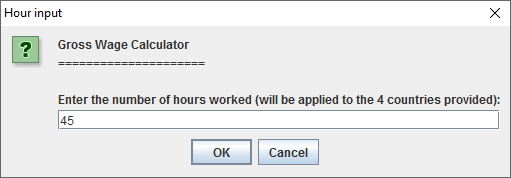 Hour input
Gross Wage Calculator
=====================
Enter the number of hours worked (will be applied to the 4 countries provided):
45
OK Cancel